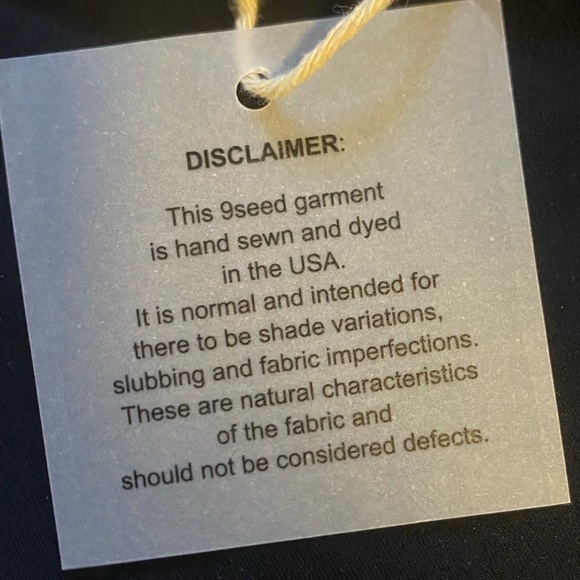 DISCLAIMER:
This 9seed garment
is hand sewn and dyed
in the USA.
It is normal and intended for
there to be shade variations,
slubbing and fabric imperfections.
These are natural characteristics
of the fabric and
should not be considered defects.